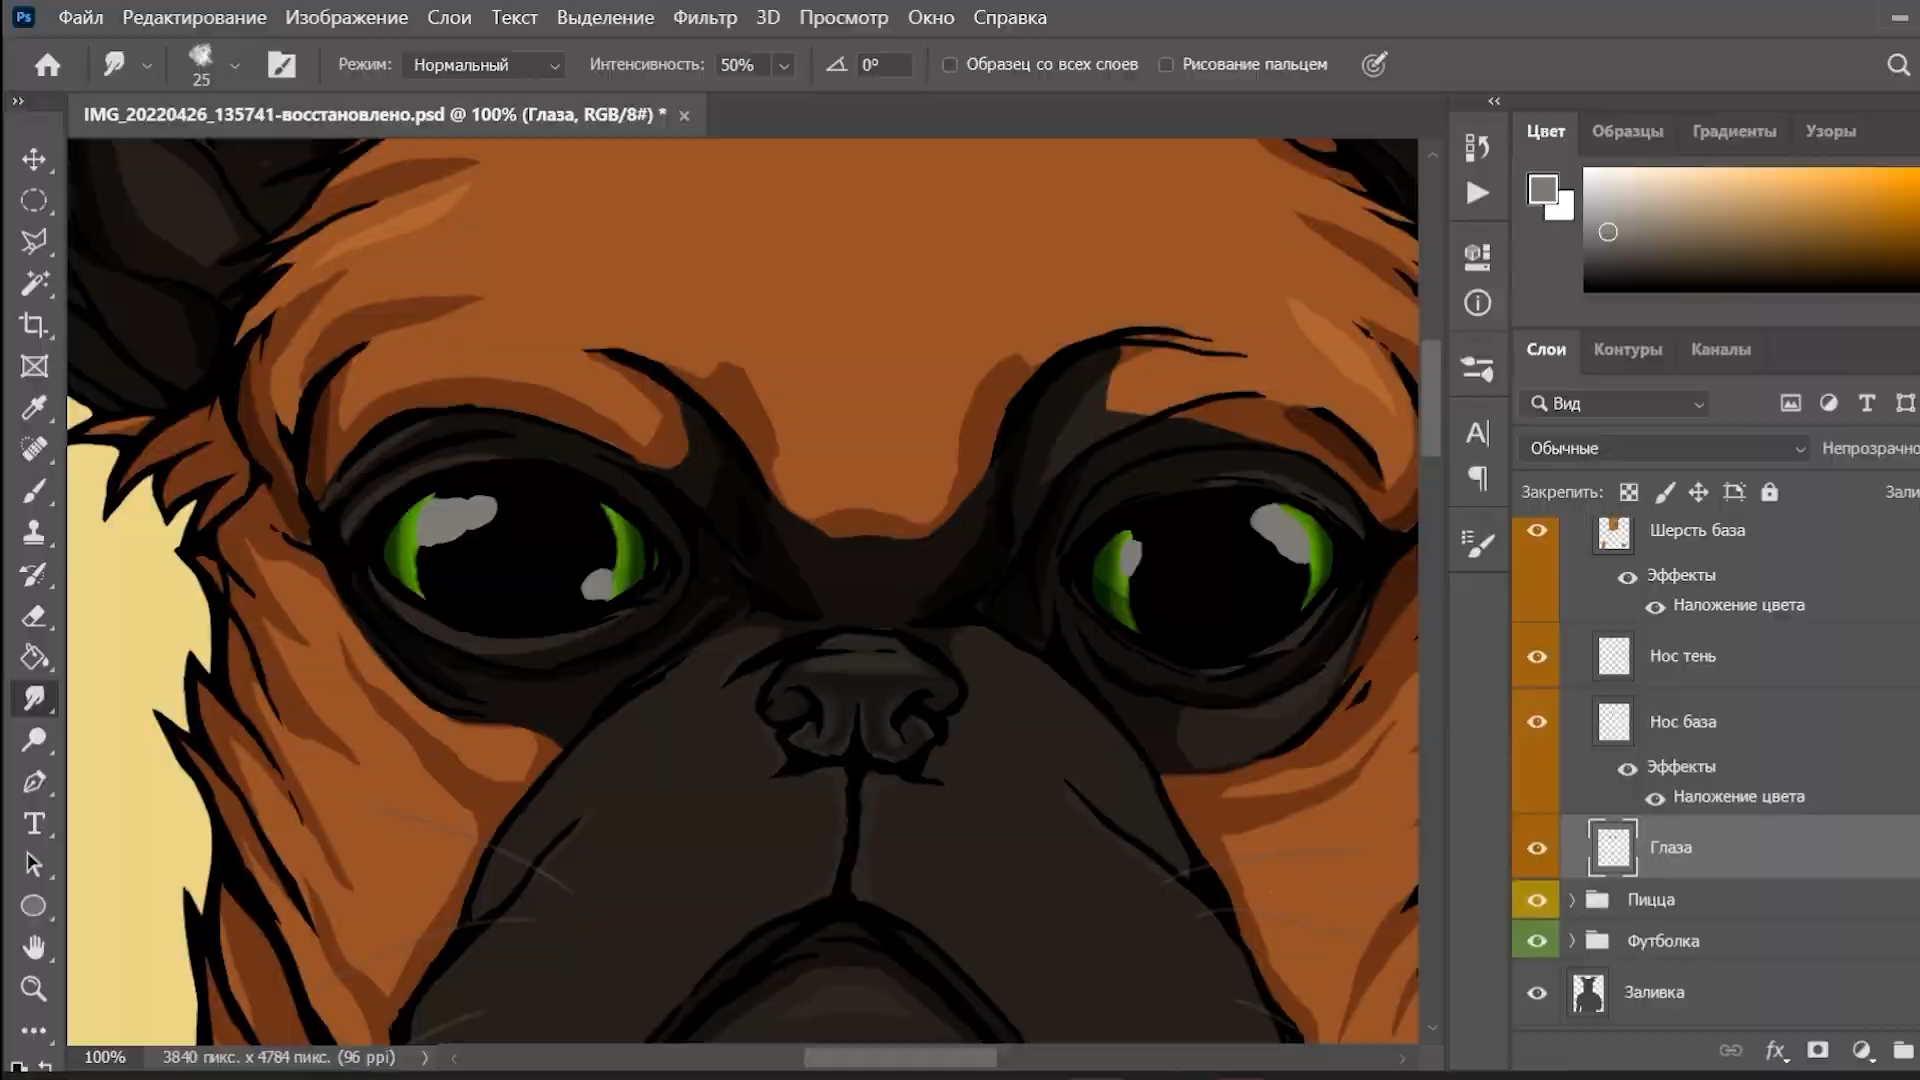 Ps Файл Редактирование Изображение Слои Текст Выделение Фильтр 3D Просмотр Окно Справка
25 Режим: Нормальный Интенсивность: 50% 0° Образец со всех слоев Рисование пальцем
IMG_20220426_135741-восстановлено.psd @ 100% (Глаза, RGB/8#) *
Цвет Образцы Градиенты Узоры
Слои Контуры Каналы
Вид
Обычные Непрозрачно
Закрепить: Зали
Шерсть база
Эффекты
Наложение цвета
Нос тень
Нос база
Эффекты
Наложение цвета
Глаза
Пицца
Футболка
Заливка
100% 3840 пикс. x 4784 пикс. (96 ppi)
fx